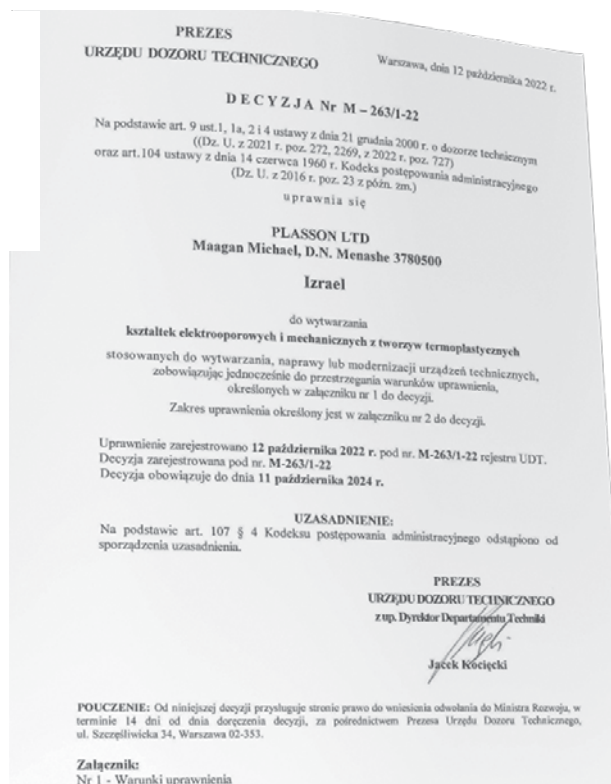 PREZES
URZĘDU DOZORU TECHNICZNEGO
Warszawa, dnia 12 października 2022 r.
DECYZJA Nr M – 263/1-22
Na podstawie art. 9 ust.1, 1a, 2 i 4 ustawy z dnia 21 grudnia 2000 r. o dozorze technicznym
((Dz. U. z 2021 r. poz. 272, 2269, z 2022 r. poz. 727)
oraz art.104 ustawy z dnia 14 czerwca 1960 r. Kodeks postępowania administracyjnego
(Dz. U. z 2016 r. poz. 23 z późn. zm.)
uprawnia się
PLASSON LTD
Maagan Michael, D.N. Menashe 3780500
Izrael
do wytwarzania
kształtek elektrooporowych i mechanicznych z tworzyw termoplastycznych
stosowanych do wytwarzania, naprawy lub modernizacji urządzeń technicznych,
zobowiązując jednocześnie do przestrzegania warunków uprawnienia,
określonych w załączniku nr 1 do decyzji.
Zakres uprawnienia określony jest w załączniku nr 2 do decyzji.
Uprawnienie zarejestrowano 12 października 2022 r. pod nr. M-263/1-22 rejestru UDT.
Decyzja zarejestrowana pod nr. M-263/1-22
Decyzja obowiązuje do dnia 11 października 2024 r.
UZASADNIENIE:
Na podstawie art. 107 § 4 Kodeksu postępowania administracyjnego odstąpiono od
sporządzenia uzasadnienia.
PREZES
URZĘDU DOZORU TECHNICZNEGO
z up. Dyrektor Departamentu Techniki
Jacek Kocięcki
POUCZENIE: Od niniejszej decyzji przysługuje stronie prawo do wniesienia odwołania do Ministra Rozwoju, w
terminie 14 dni od dnia doręczenia decyzji, za pośrednictwem Prezesa Urzędu Dozoru Technicznego,
ul. Szczęśliwicka 34, Warszawa 02-353.
Załącznik:
Nr 1 - Warunki uprawnienia